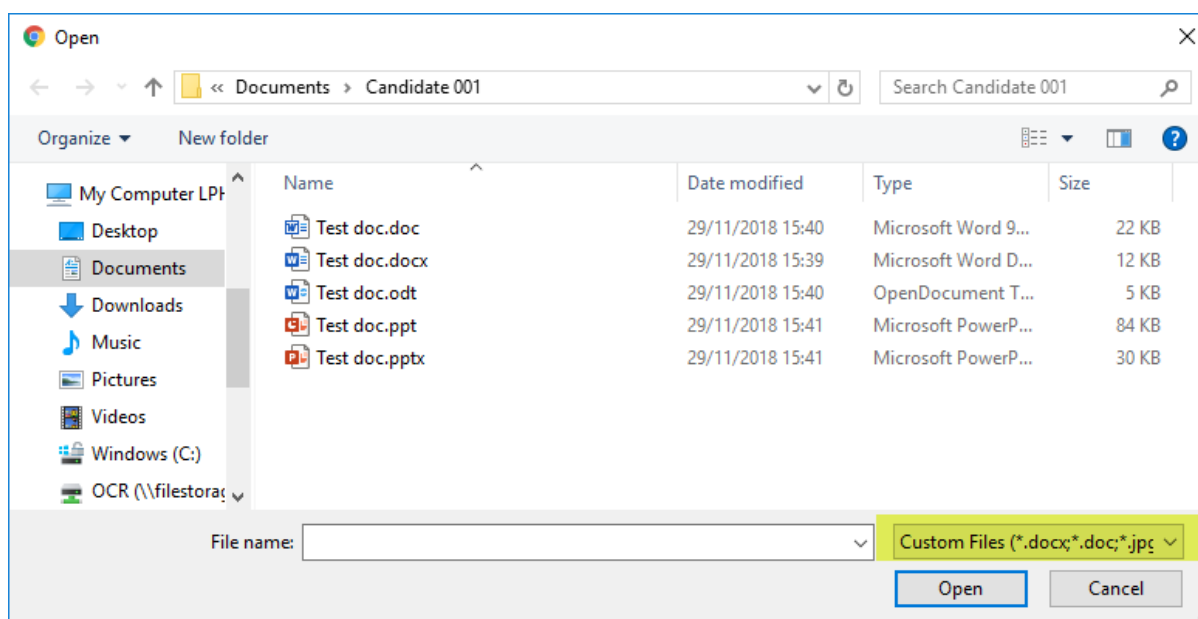 Open
« Documents › Candidate 001
Search Candidate 001
Organize New folder
Name Date modified Type Size
My Computer LPH
Desktop
Documents
Downloads
Music
Pictures
Videos
Windows (C:)
OCR (\\filestorag
Test doc.doc 29/11/2018 15:40 Microsoft Word 9... 22 KB
Test doc.docx 29/11/2018 15:39 Microsoft Word D... 12 KB
Test doc.odt 29/11/2018 15:40 OpenDocument T... 5 KB
Test doc.ppt 29/11/2018 15:41 Microsoft PowerP... 84 KB
Test doc.pptx 29/11/2018 15:41 Microsoft PowerP... 30 KB
File name: Custom Files (*.docx;*.doc;*.jpg
Open Cancel